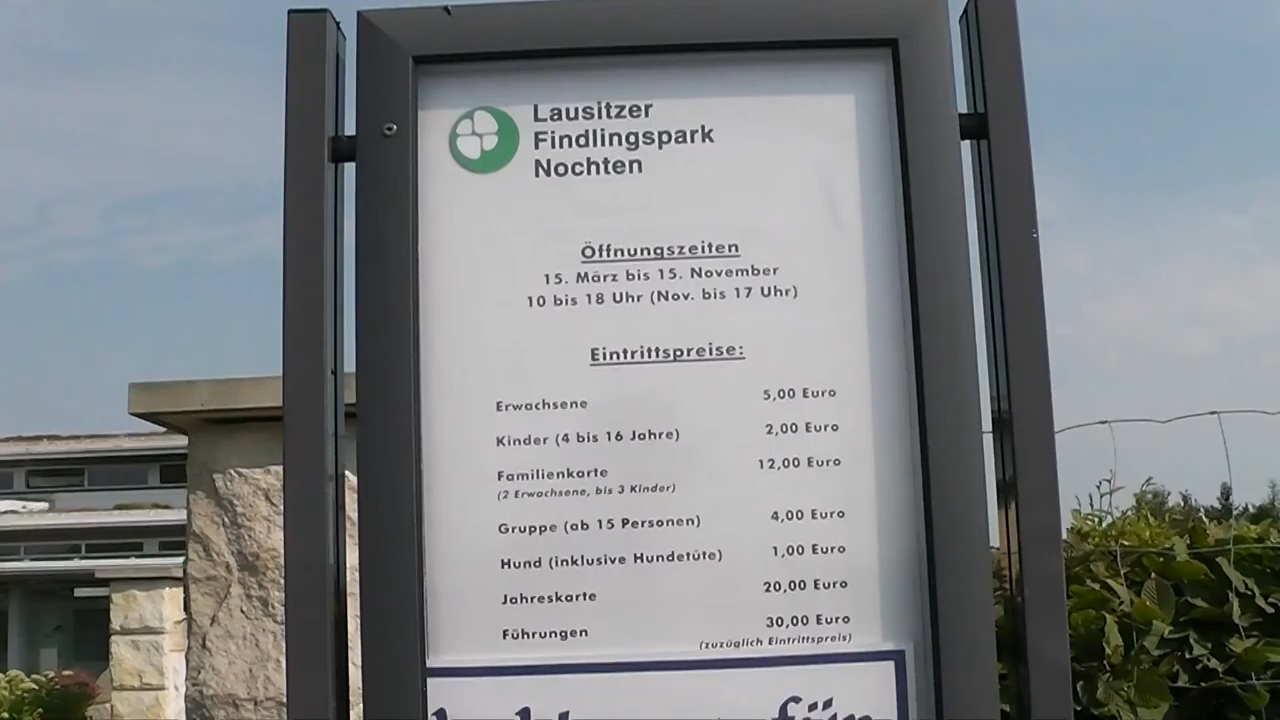 Lausitzer
Findlingspark
Nochten
Öffnungszeiten
15. März bis 15. November
10 bis 18 Uhr (Nov. bis 17 Uhr)
Eintrittspreise:
Erwachsene 5,00 Euro
Kinder (4 bis 16 Jahre) 2,00 Euro
Familienkarte 12,00 Euro
(2 Erwachsene, bis 3 Kinder)
Gruppe (ab 15 Personen) 4,00 Euro
Hund (inklusive Hundetüte) 1,00 Euro
Jahreskarte 20,00 Euro
Führungen 30,00 Euro
(zuzüglich Eintrittspreis)